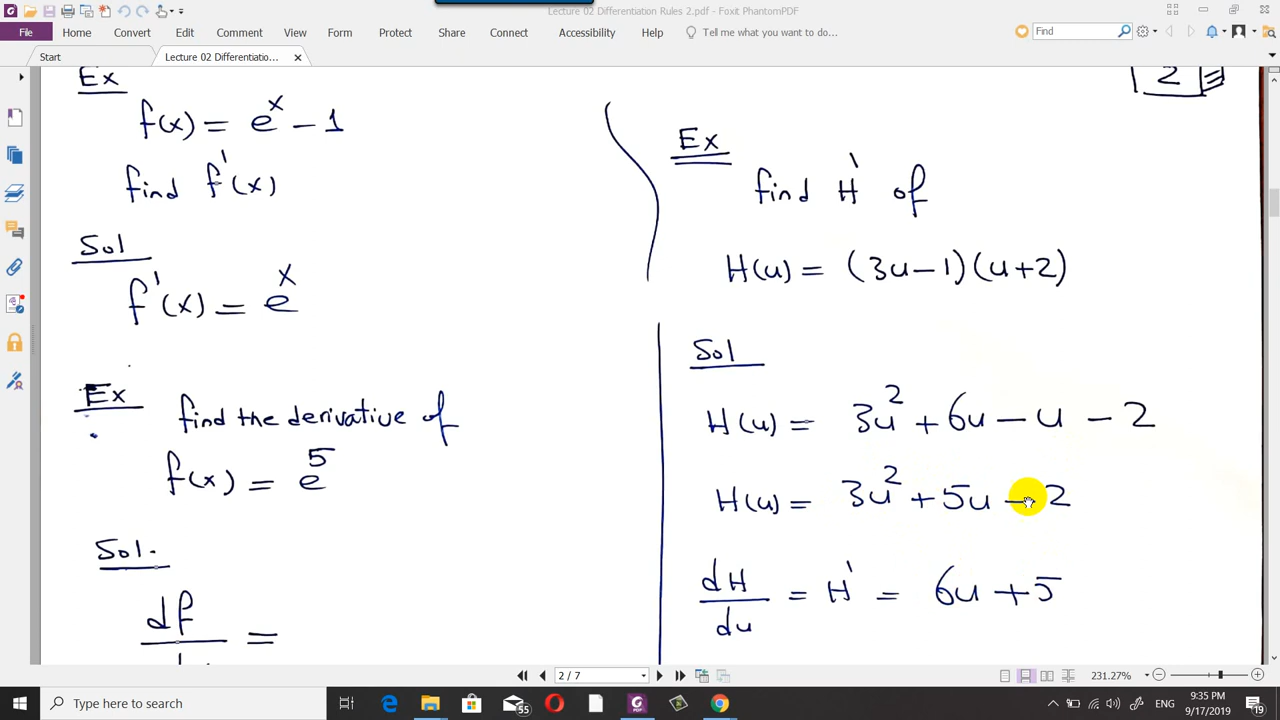 Lecture 02 Differentiation Rules 2.pdf - Foxit PhantomPDF
File Home Convert Edit Comment View Form Protect Share Connect Accessibility Help Tell me what you want to do... Find
Start Lecture 02 Differentiatio...
Ex
f(x) = e^x - 1
find f'(x)
Sol
f'(x) = e^x
Ex find the derivative of
f(x) = e^5
Sol.
df
=
2
Ex
find H' of
H(u) = (3u-1)(u+2)
Sol
H(u) = 3u^2 + 6u - u - 2
H(u) = 3u^2 + 5u - 2
dH/du = H' = 6u + 5
2 / 7 231.27%
Type here to search
55
ENG
9:35 PM
9/17/2019
19